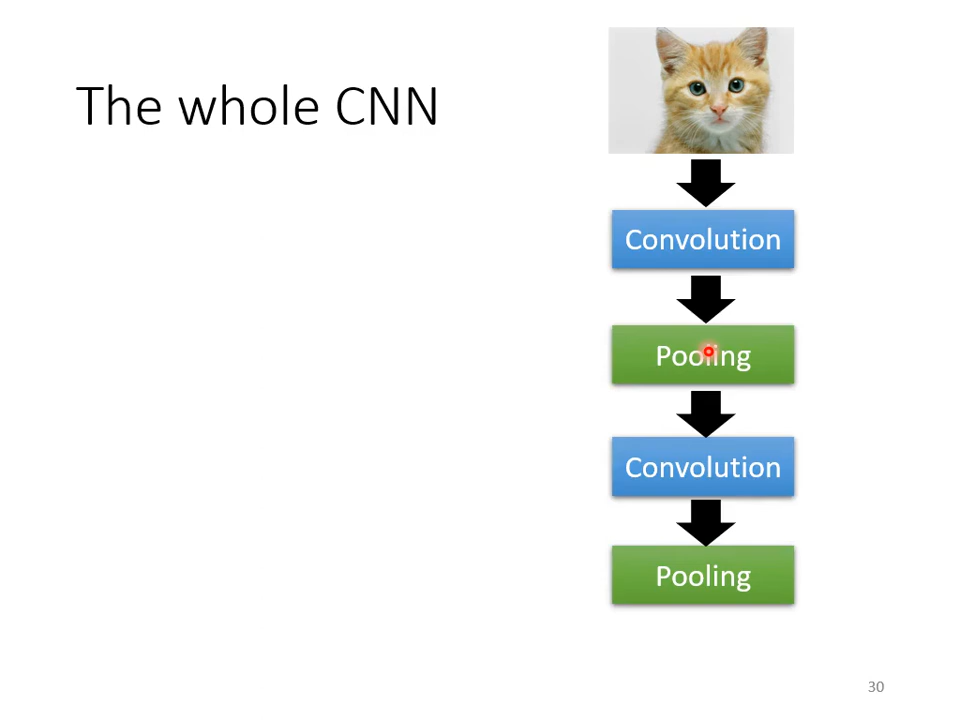 The whole CNN
Convolution
Pooling
Convolution
Pooling
30